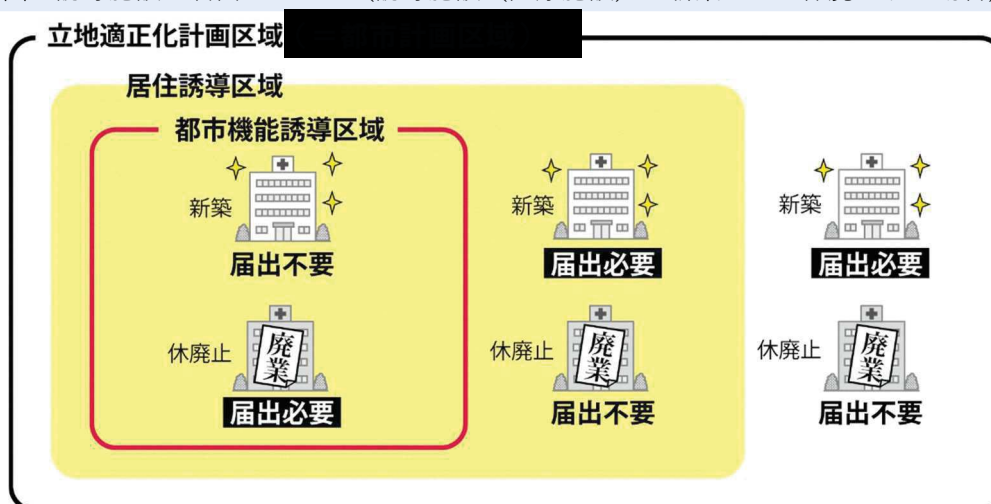 立地適正化計画区域
居住誘導区域
都市機能誘導区域
新築
届出不要
新築
届出必要
新築
届出必要
休廃止
廃業
届出必要
休廃止
廃業
届出不要
休廃止
廃業
届出不要